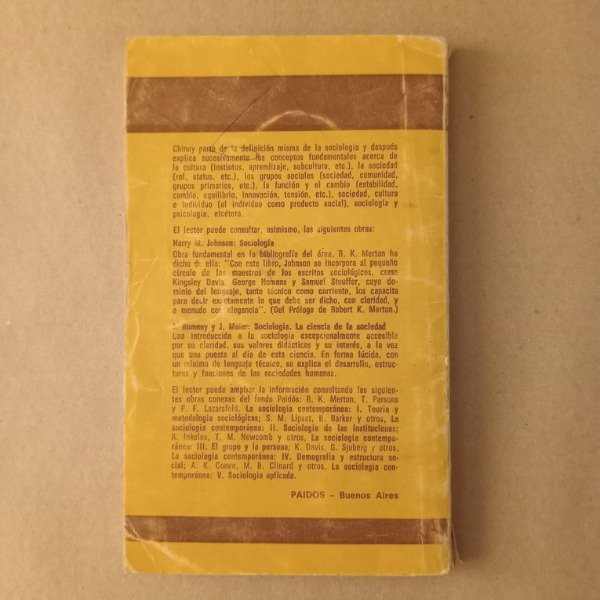 Chinoy parte de la definición misma de la sociología y después
explica sucesivamente los conceptos fundamentales acerca de
la cultura (instintos, aprendizaje, subcultura, etc.), la sociedad
(rol, status, etc.), los grupos sociales (sociedad, comunidad,
grupos primarios, etc.), la función y el cambio (estabilidad,
cambio, equilibrio, innovación, tensión, etc.), sociedad, cultura
e individuo (el individuo como producto social), sociología y
psicología, etcétera.
El lector puede consultar, asimismo, las siguientes obras:
Harry M. Johnson: Sociología
Obra fundamental en la bibliografía del área. R. K. Merton ha
dicho de ella: "Con este libro, Johnson se incorpora al pequeño
círculo de los maestros de los escritos sociológicos, como
Kingsley Davis, George Homans y Samuel Stouffer, cuyo do-
minio del lenguaje, tanto técnico como corriente, los capacita
para decir exactamente lo que debe ser dicho, con claridad, y
a menudo con elegancia". (Del Prólogo de Robert K. Merton.)
J. Rumney y J. Maier: Sociología. La ciencia de la sociedad
Una introducción a la sociología excepcionalmente accesible
por su claridad, sus valores didácticos y su interés, a la vez
que una puesta al día de esta ciencia. En forma lúcida, con
un mínimo de lenguaje técnico, se explica el desarrollo, estruc-
turas y funciones de las sociedades humanas.
El lector puede ampliar la información consultando las siguien-
tes obras conexas del fondo Paidós: R. K. Merton, T. Parsons
y P. F. Lazarsfeld, La sociología contemporánea: I. Teoría y
metodología sociológicas; S. M. Lipset, B. Barker y otros, La
sociología contemporánea: II. Sociología de las instituciones;
A. Inkeles, T. M. Newcomb y otros, La sociología contempo-
ránea: III. El grupo y la persona; K. Davis, G. Sjoberg y otros,
La sociología contemporánea: IV. Demografía y estructura so-
cial; A. K. Cohen, M. B. Clinard y otros, La sociología con-
temporánea: V. Sociología aplicada.
PAIDOS – Buenos Aires